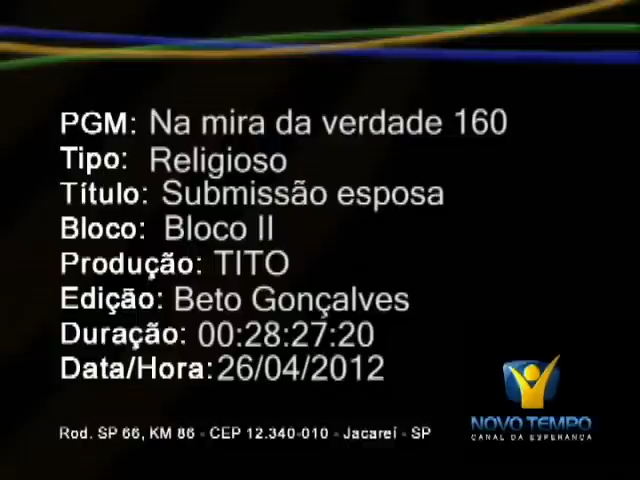 PGM: Na mira da verdade 160
Tipo: Religioso
Título: Submissão esposa
Bloco: Bloco II
Produção: TITO
Edição: Beto Gonçalves
Duração: 00:28:27:20
Data/Hora: 26/04/2012
Rod. SP 66, KM 86 - CEP 12.340-010 - Jacareí - SP
NOVO TEMPO
CANAL DA ESPERANÇA